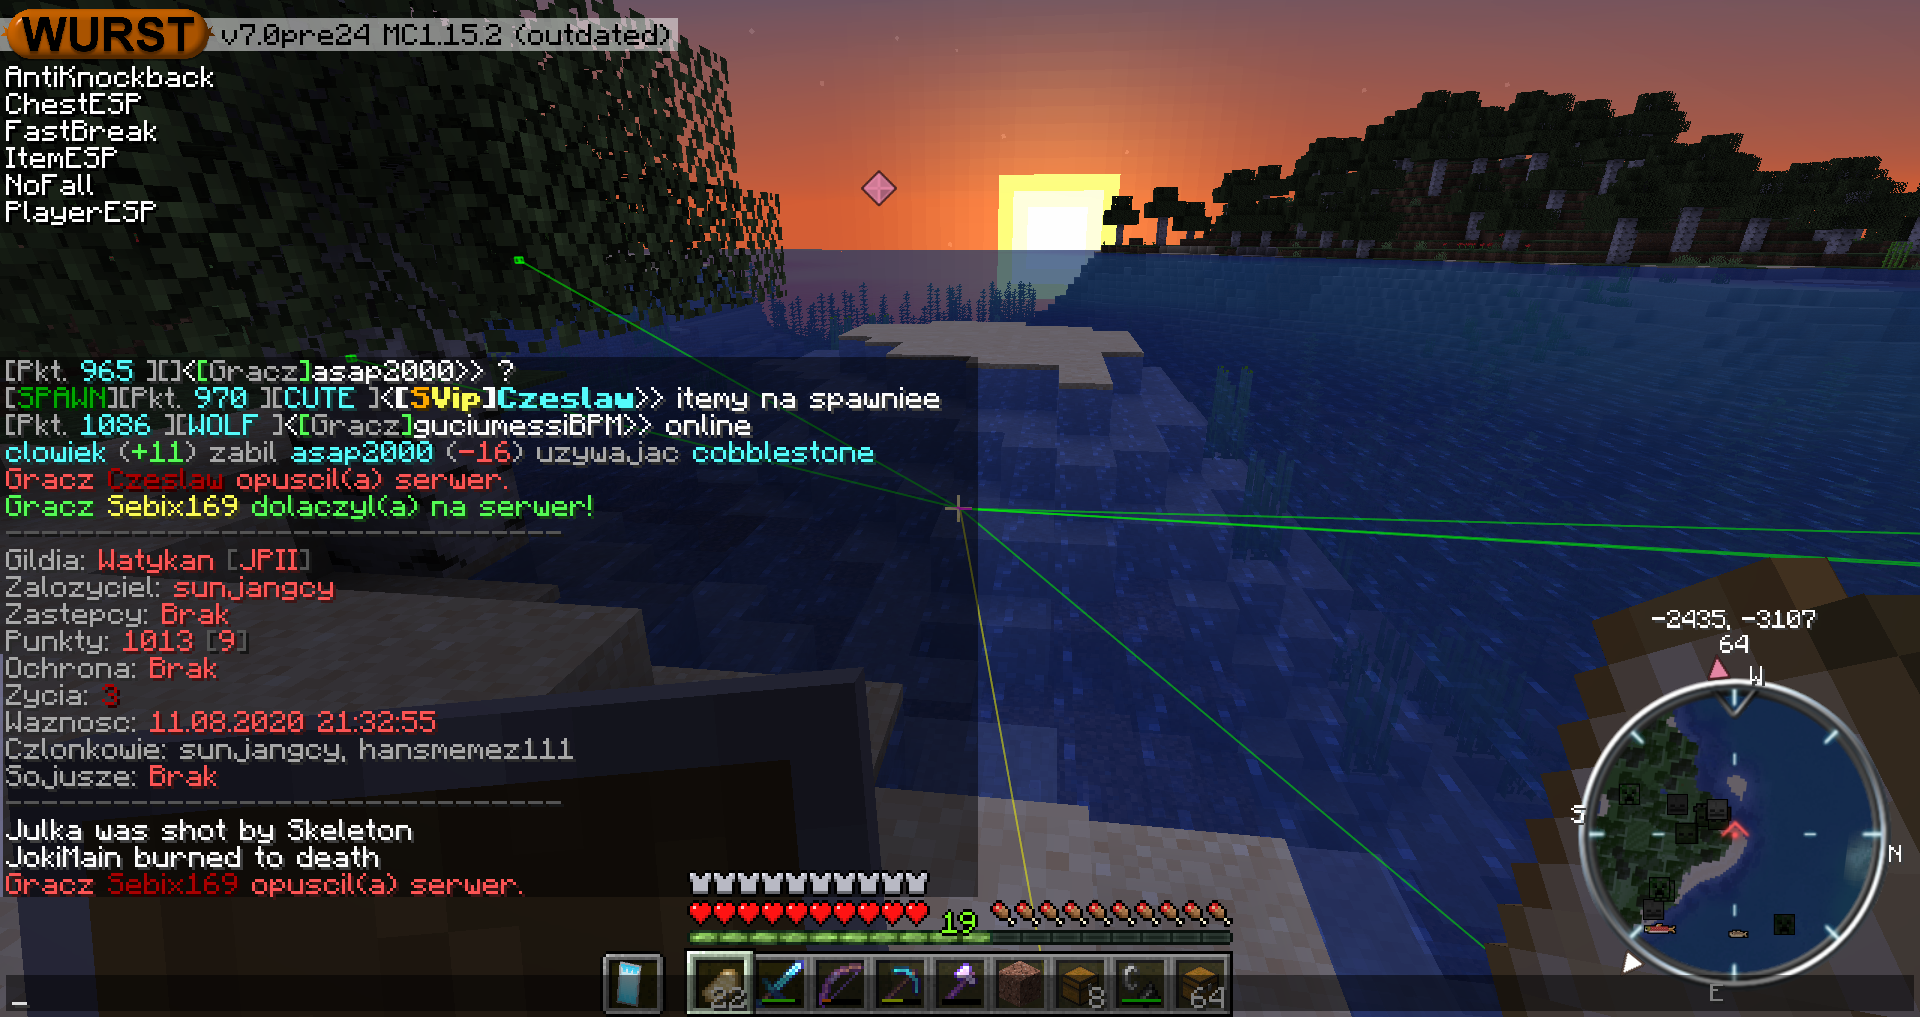 WURST v7.0pre24 MC1.15.2 (outdated)
AntiKnockback
ChestESP
FastBreak
ItemESP
NoFall
PlayerESP
[Pkt. 965 ][]<[Gracz]asap2000>> ?
[SPAWN][Pkt. 970 ][CUTE ]<[SVip]Czeslaw>> itemy na spawniee
[Pkt. 1086 ][WOLF ]<[Gracz]guciumessiBPM>> online
clowiek (+11) zabil asap2000 (-16) uzywajac cobblestone
Gracz Czeslaw opuscil(a) serwer.
Gracz Sebix169 dolaczyl(a) na serwer!
Gildia: Watykan [JPII]
Zalozyciel: sunjangcy
Zastepcy: Brak
Punkty: 1013 [9]
Ochrona: Brak
Zycia: 3
Waznosc: 11.08.2020 21:32:55
Czlonkowie: sunjangcy, hansmemez111
Sojusze: Brak
Julka was shot by Skeleton
JokiMain burned to death
Gracz Sebix169 opuscil(a) serwer.
-2435, -3107
64
W
S
N
E
19
22
8
64
_